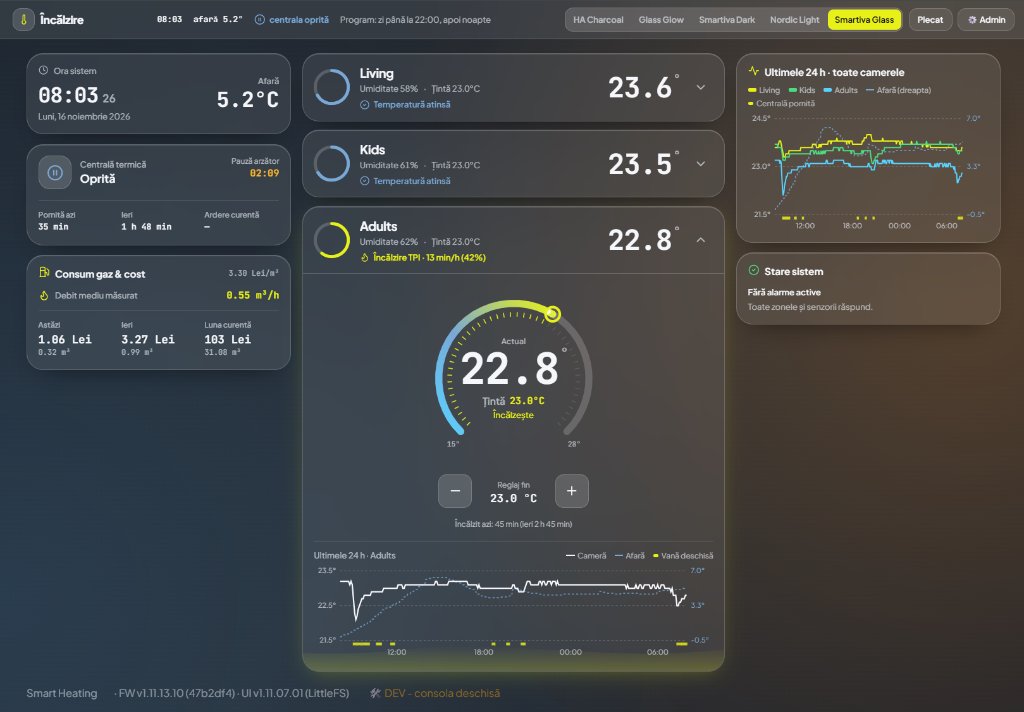 Încălzire
08:03 afară 5.2° centrala oprită Program: zi până la 22:00, apoi noapte
HA Charcoal Glass Glow Smartiva Dark Nordic Light Smartiva Glass Plecat Admin
Ora sistem
08:03 26
Luni, 16 noiembrie 2026
Afară
5.2°C
Centrală termică
Oprită
Pauză arzător
02:09
Pornită azi
35 min
Ieri
1 h 48 min
Ardere curentă
—
Consum gaz & cost
3.30 Lei/m³
Debit mediu măsurat
0.55 m³/h
Astăzi
1.06 Lei
0.32 m³
Ieri
3.27 Lei
0.99 m³
Luna curentă
103 Lei
31.08 m³
Living
Umiditate 58% · Țintă 23.0°C
Temperatură atinsă
23.6°
Kids
Umiditate 61% · Țintă 23.0°C
Temperatură atinsă
23.5°
Adults
Umiditate 62% · Țintă 23.0°C
Încălzire TPI · 13 min/h (42%)
22.8°
Actual
22.8°
Țintă 23.0°C
Încălzește
15° 28°
−
Reglaj fin
23.0 °C
+
Încălzit azi: 45 min (ieri 2 h 45 min)
Ultimele 24 h · Adults
Cameră Afară Vană deschisă
23.5° 7.0°
22.5° 3.3°
21.5° -0.5°
12:00 18:00 00:00 06:00
Ultimele 24 h · toate camerele
Living Kids Adults Afară (dreapta)
Centrală pornită
24.5° 7.0°
23.0° 3.3°
21.5° -0.5°
12:00 18:00 00:00 06:00
Stare sistem
Fără alarme active
Toate zonele și senzorii răspund.
Smart Heating · FW v1.11.13.10 (47b2df4) · UI v1.11.07.01 (LittleFS) DEV - consola deschisă